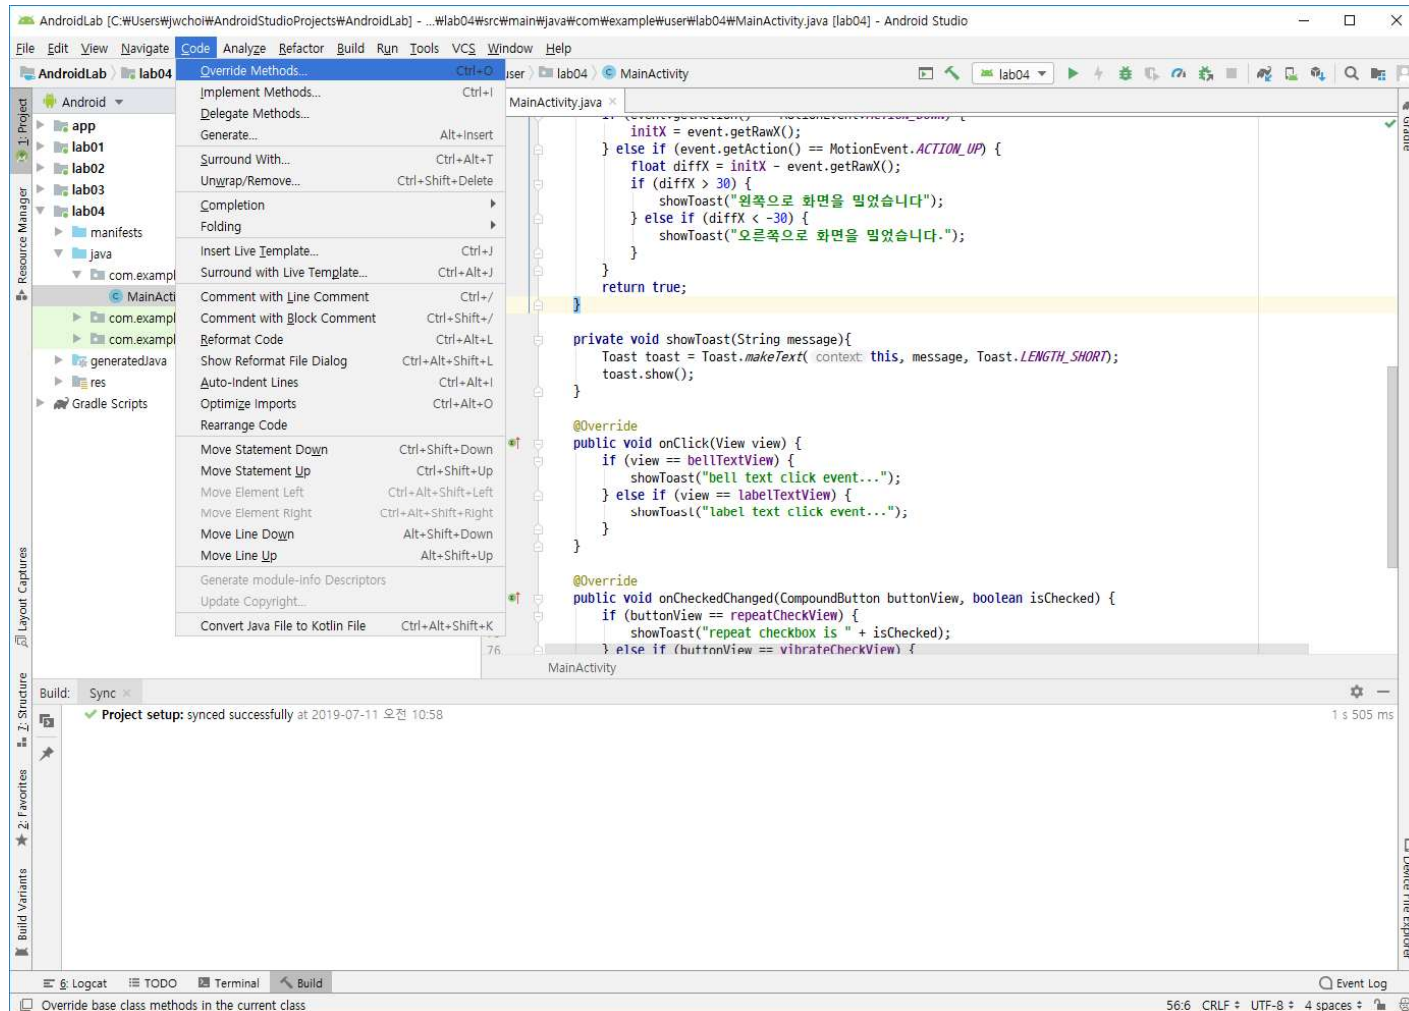 AndroidLab [C:₩Users₩jwchoi₩AndroidStudioProjects₩AndroidLab] - ...₩lab04₩src₩main₩java₩com₩example₩user₩lab04₩MainActivity.java [lab04] - Android Studio
File Edit View Navigate Code Analyze Refactor Build Run Tools VCS Window Help
AndroidLab lab04 user lab04 MainActivity lab04
Android
MainActivity.java
1: Project
Resource Manager
app
lab01
lab02
lab03
lab04
manifests
java
com.exampl
MainActi
com.exampl
com.exampl
generatedJava
res
Gradle Scripts
Override Methods... Ctrl+O
Implement Methods... Ctrl+I
Delegate Methods...
Generate... Alt+Insert
Surround With... Ctrl+Alt+T
Unwrap/Remove... Ctrl+Shift+Delete
Completion
Folding
Insert Live Template... Ctrl+J
Surround with Live Template... Ctrl+Alt+J
Comment with Line Comment Ctrl+/
Comment with Block Comment Ctrl+Shift+/
Reformat Code Ctrl+Alt+L
Show Reformat File Dialog Ctrl+Alt+Shift+L
Auto-Indent Lines Ctrl+Alt+I
Optimize Imports Ctrl+Alt+O
Rearrange Code
Move Statement Down Ctrl+Shift+Down
Move Statement Up Ctrl+Shift+Up
Move Element Left Ctrl+Alt+Shift+Left
Move Element Right Ctrl+Alt+Shift+Right
Move Line Down Alt+Shift+Down
Move Line Up Alt+Shift+Up
Generate module-info Descriptors
Update Copyright...
Convert Java File to Kotlin File Ctrl+Alt+Shift+K
if (event.getAction() == MotionEvent.ACTION_DOWN) {
initX = event.getRawX();
} else if (event.getAction() == MotionEvent.ACTION_UP) {
float diffX = initX - event.getRawX();
if (diffX > 30) {
showToast("왼쪽으로 화면을 밀었습니다");
} else if (diffX < -30) {
showToast("오른쪽으로 화면을 밀었습니다.");
}
}
return true;
}
private void showToast(String message){
Toast toast = Toast.makeText( context: this, message, Toast.LENGTH_SHORT);
toast.show();
}
@Override
public void onClick(View view) {
if (view == bellTextView) {
showToast("bell text click event...");
} else if (view == labelTextView) {
showToast("label text click event...");
}
}
@Override
public void onCheckedChanged(CompoundButton buttonView, boolean isChecked) {
if (buttonView == repeatCheckView) {
showToast("repeat checkbox is " + isChecked);
76 } else if (buttonView == vibrateCheckView) {
MainActivity
Gradle
Device File Explorer
Layout Captures
7: Structure
2: Favorites
Build Variants
Build: Sync
Project setup: synced successfully at 2019-07-11 오전 10:58 1 s 505 ms
6: Logcat TODO Terminal Build Event Log
Override base class methods in the current class 56:6 CRLF UTF-8 4 spaces